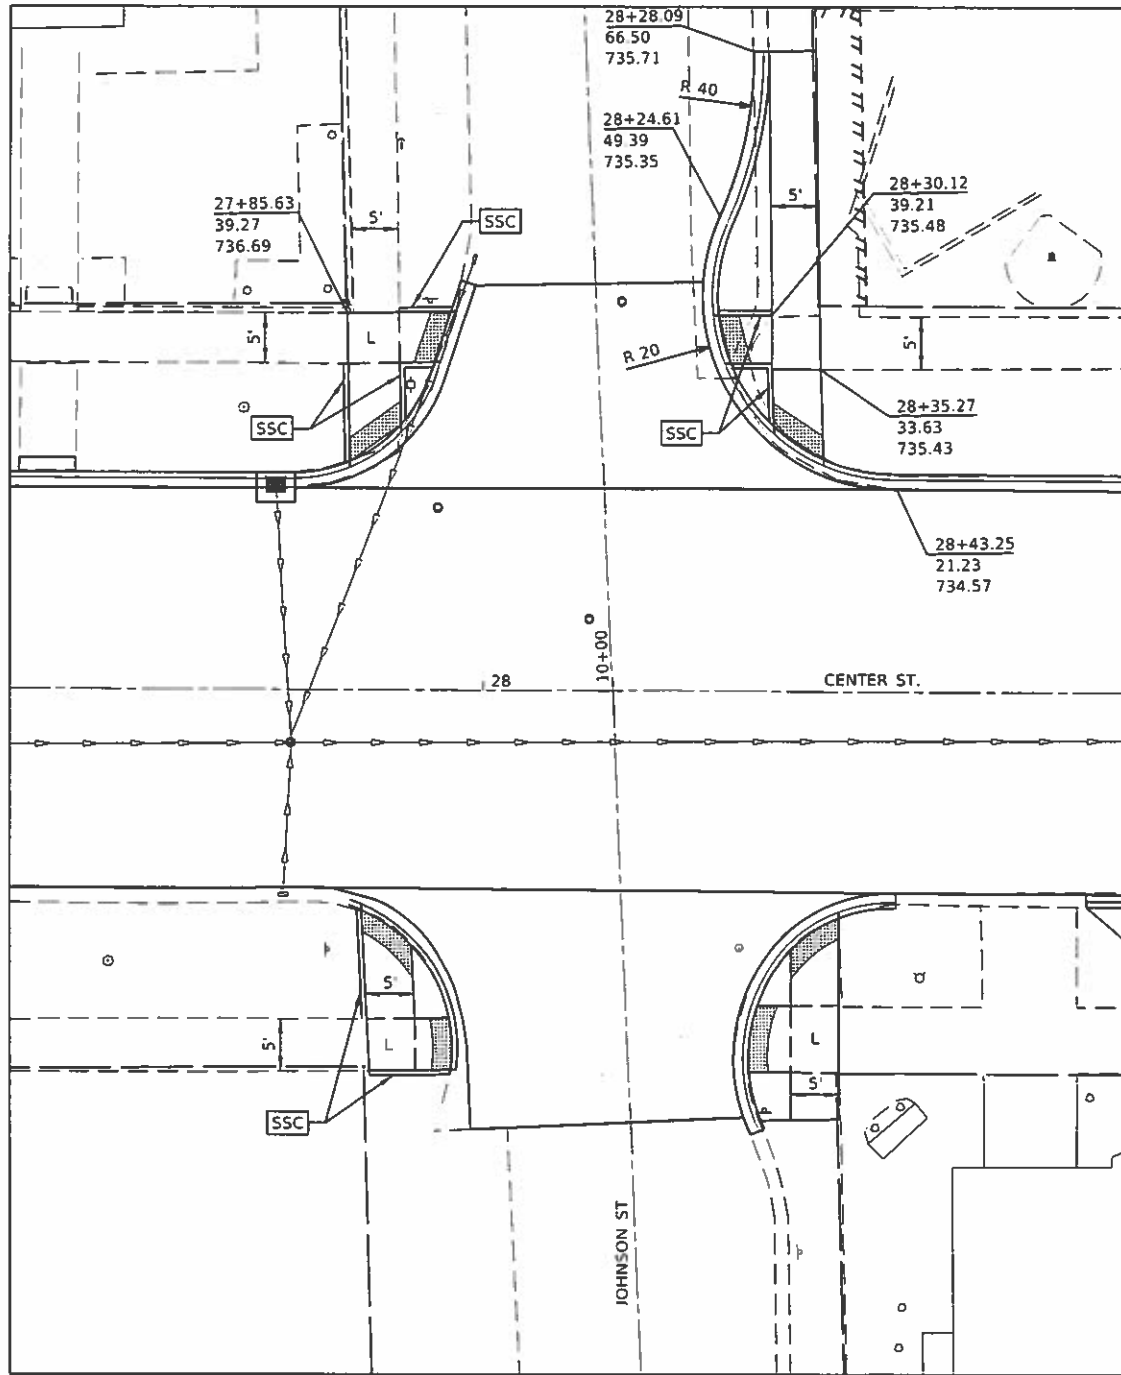 28+28.09
66.50
735.71
R 40
28+24.61
49.39
735.35
28+30.12
39.21
735.48
27+85.63
39.27
736.69
5'
SSC
5'
5'
L
5'
R 20
SSC
SSC
28+35.27
33.63
735.43
28+43.25
21.23
734.57
10+00
28
CENTER ST.
5'
5'
L
L
5'
SSC
JOHNSON ST